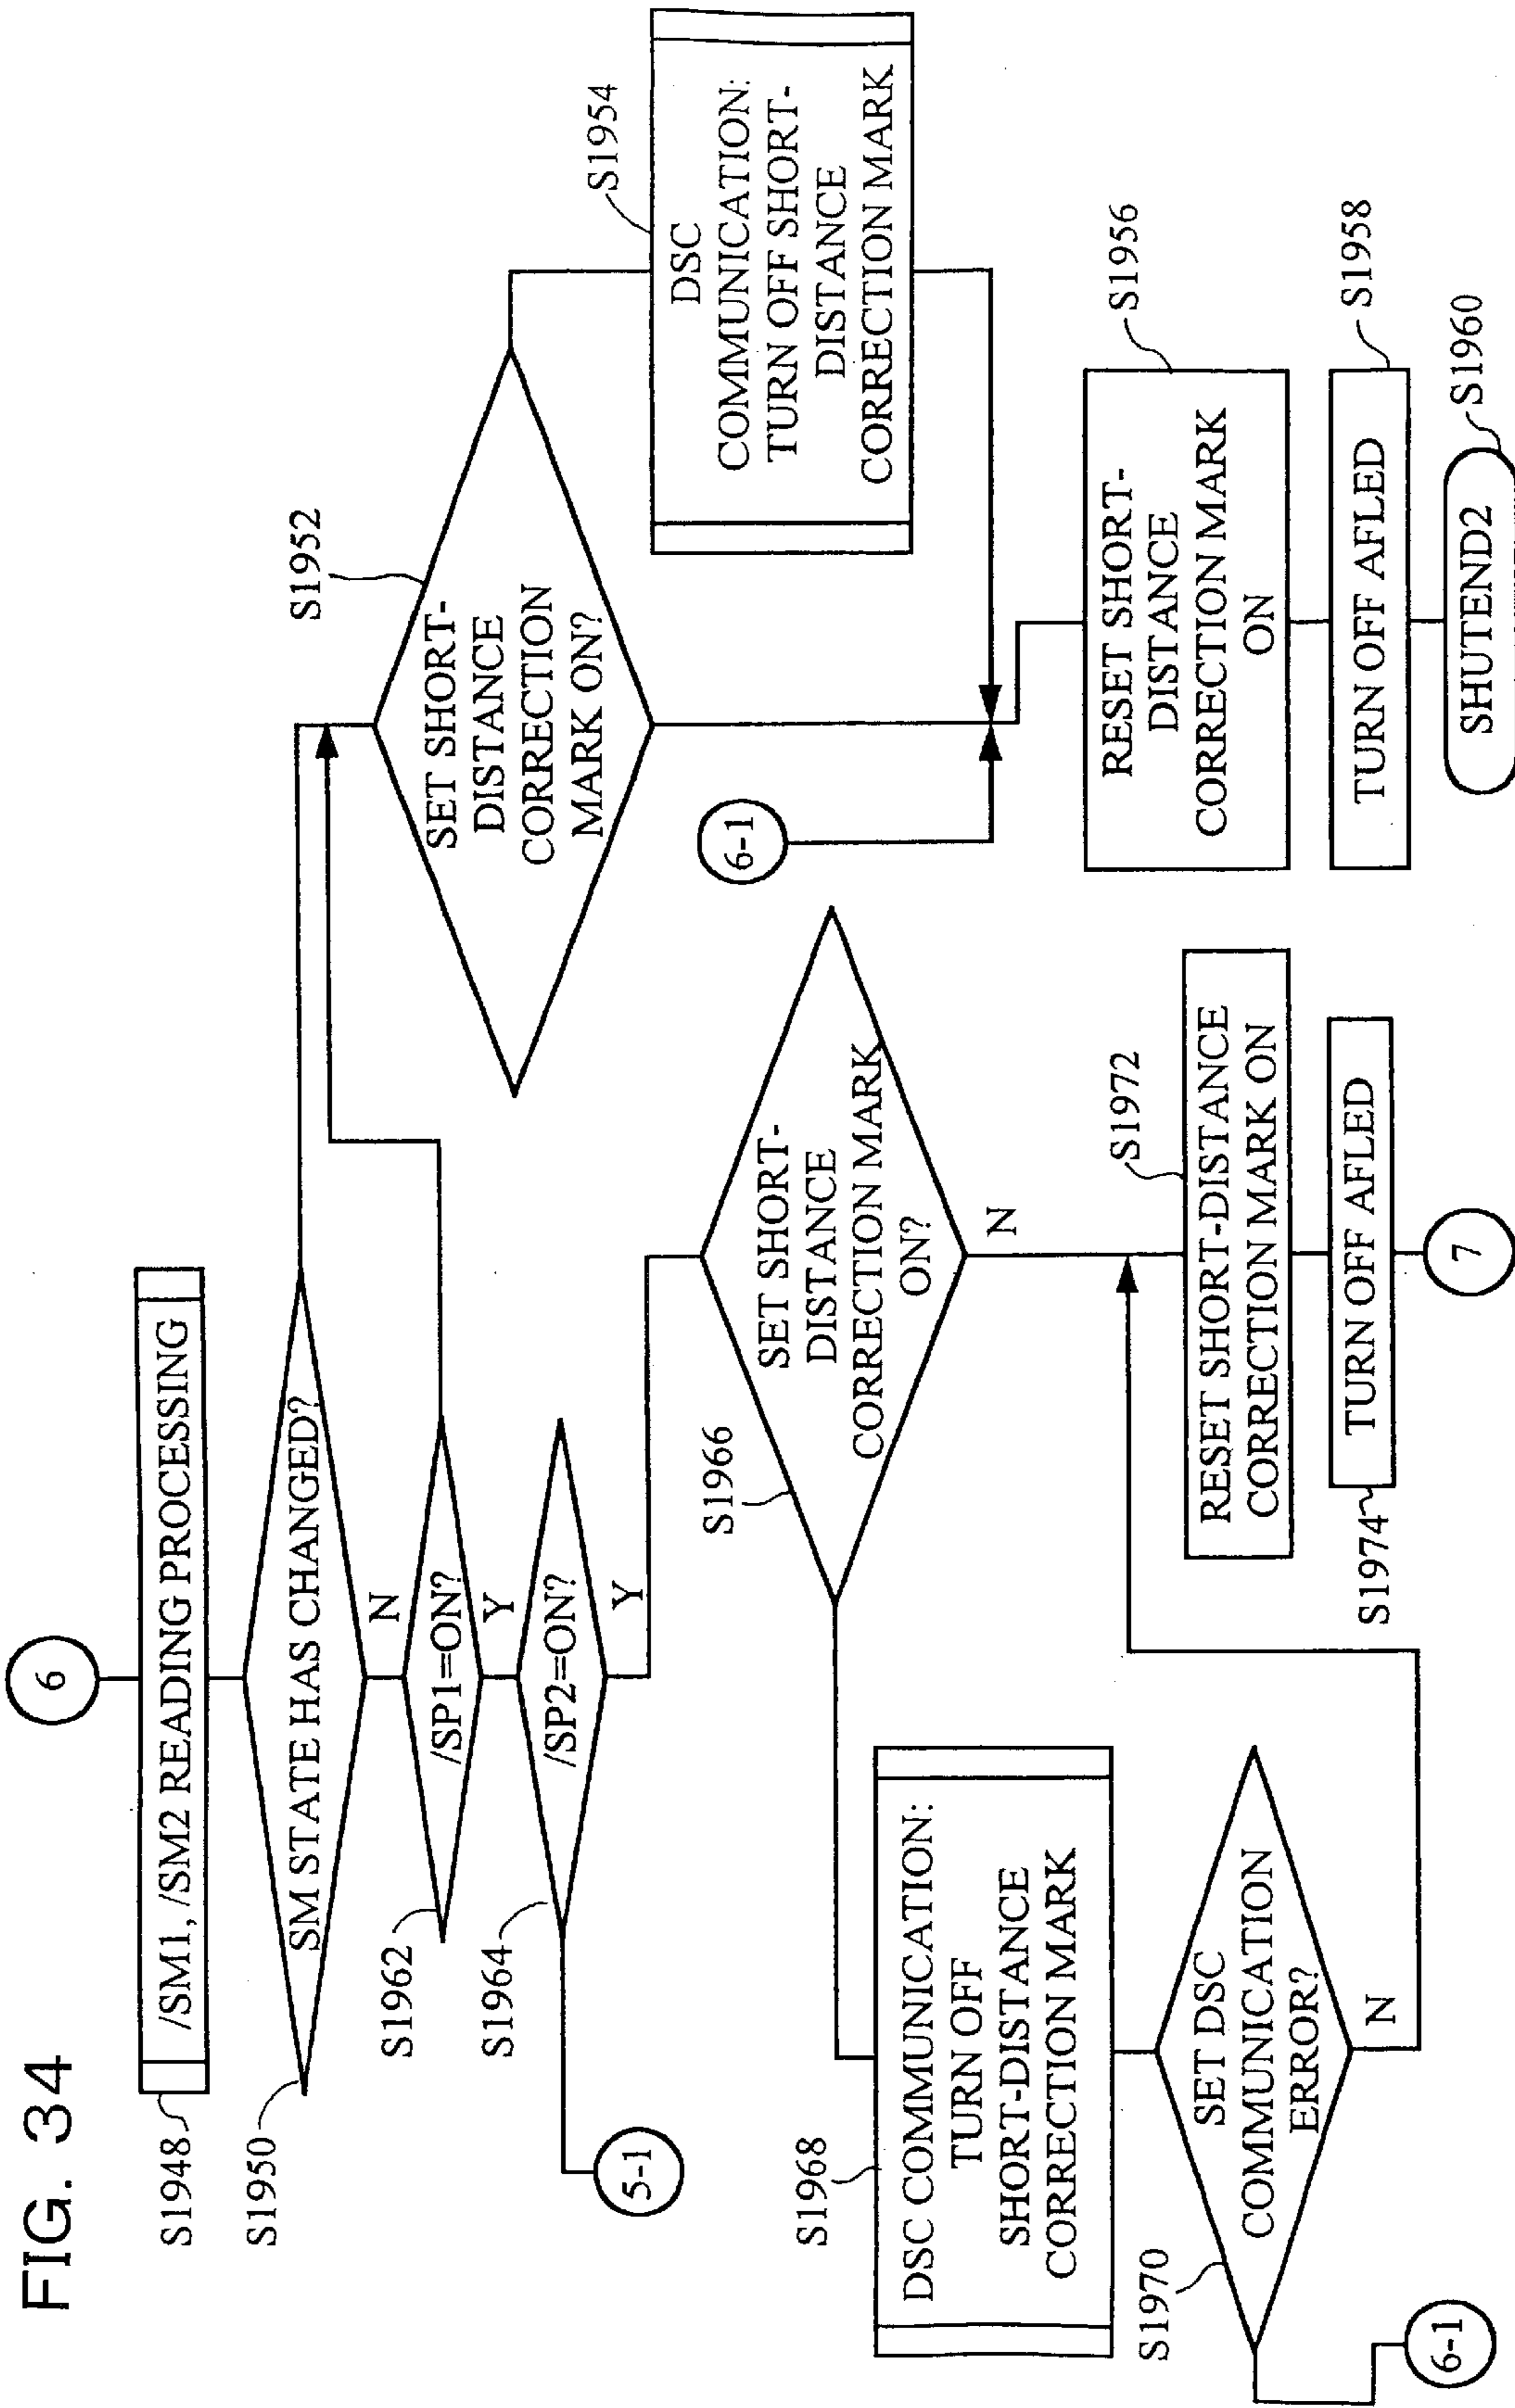 FIG. 34
6
S1948
/SM1, /SM2 READING PROCESSING
S1950
SM STATE HAS CHANGED?
N
S1962
/SP1=ON?
Y
S1964
/SP2=ON?
Y
5-1
S1952
SET SHORT-
DISTANCE
CORRECTION
MARK ON?
S1954
DSC
COMMUNICATION:
TURN OFF SHORT-
DISTANCE
CORRECTION MARK
6-1
S1956
RESET SHORT-
DISTANCE
CORRECTION MARK
ON
S1958
TURN OFF AFLED
S1960
SHUTEND2
S1966
SET SHORT-
DISTANCE
CORRECTION MARK
ON?
N
S1968
DSC COMMUNICATION:
TURN OFF
SHORT-DISTANCE
CORRECTION MARK
S1970
SET DSC
COMMUNICATION
ERROR?
N
6-1
S1972
RESET SHORT-DISTANCE
CORRECTION MARK ON
S1974
TURN OFF AFLED
7